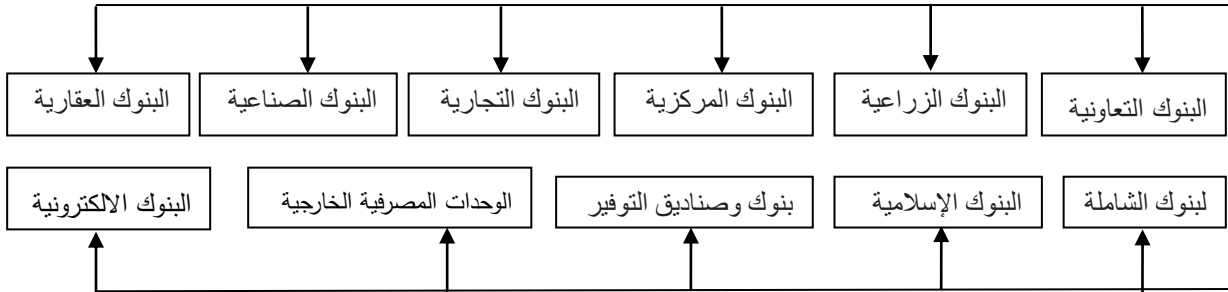 البنوك التعاونية
البنوك الزراعية
البنوك المركزية
البنوك التجارية
البنوك الصناعية
البنوك العقارية
لبنوك الشاملة
البنوك الإسلامية
بنوك وصناديق التوفير
الوحدات المصرفية الخارجية
البنوك الالكترونية